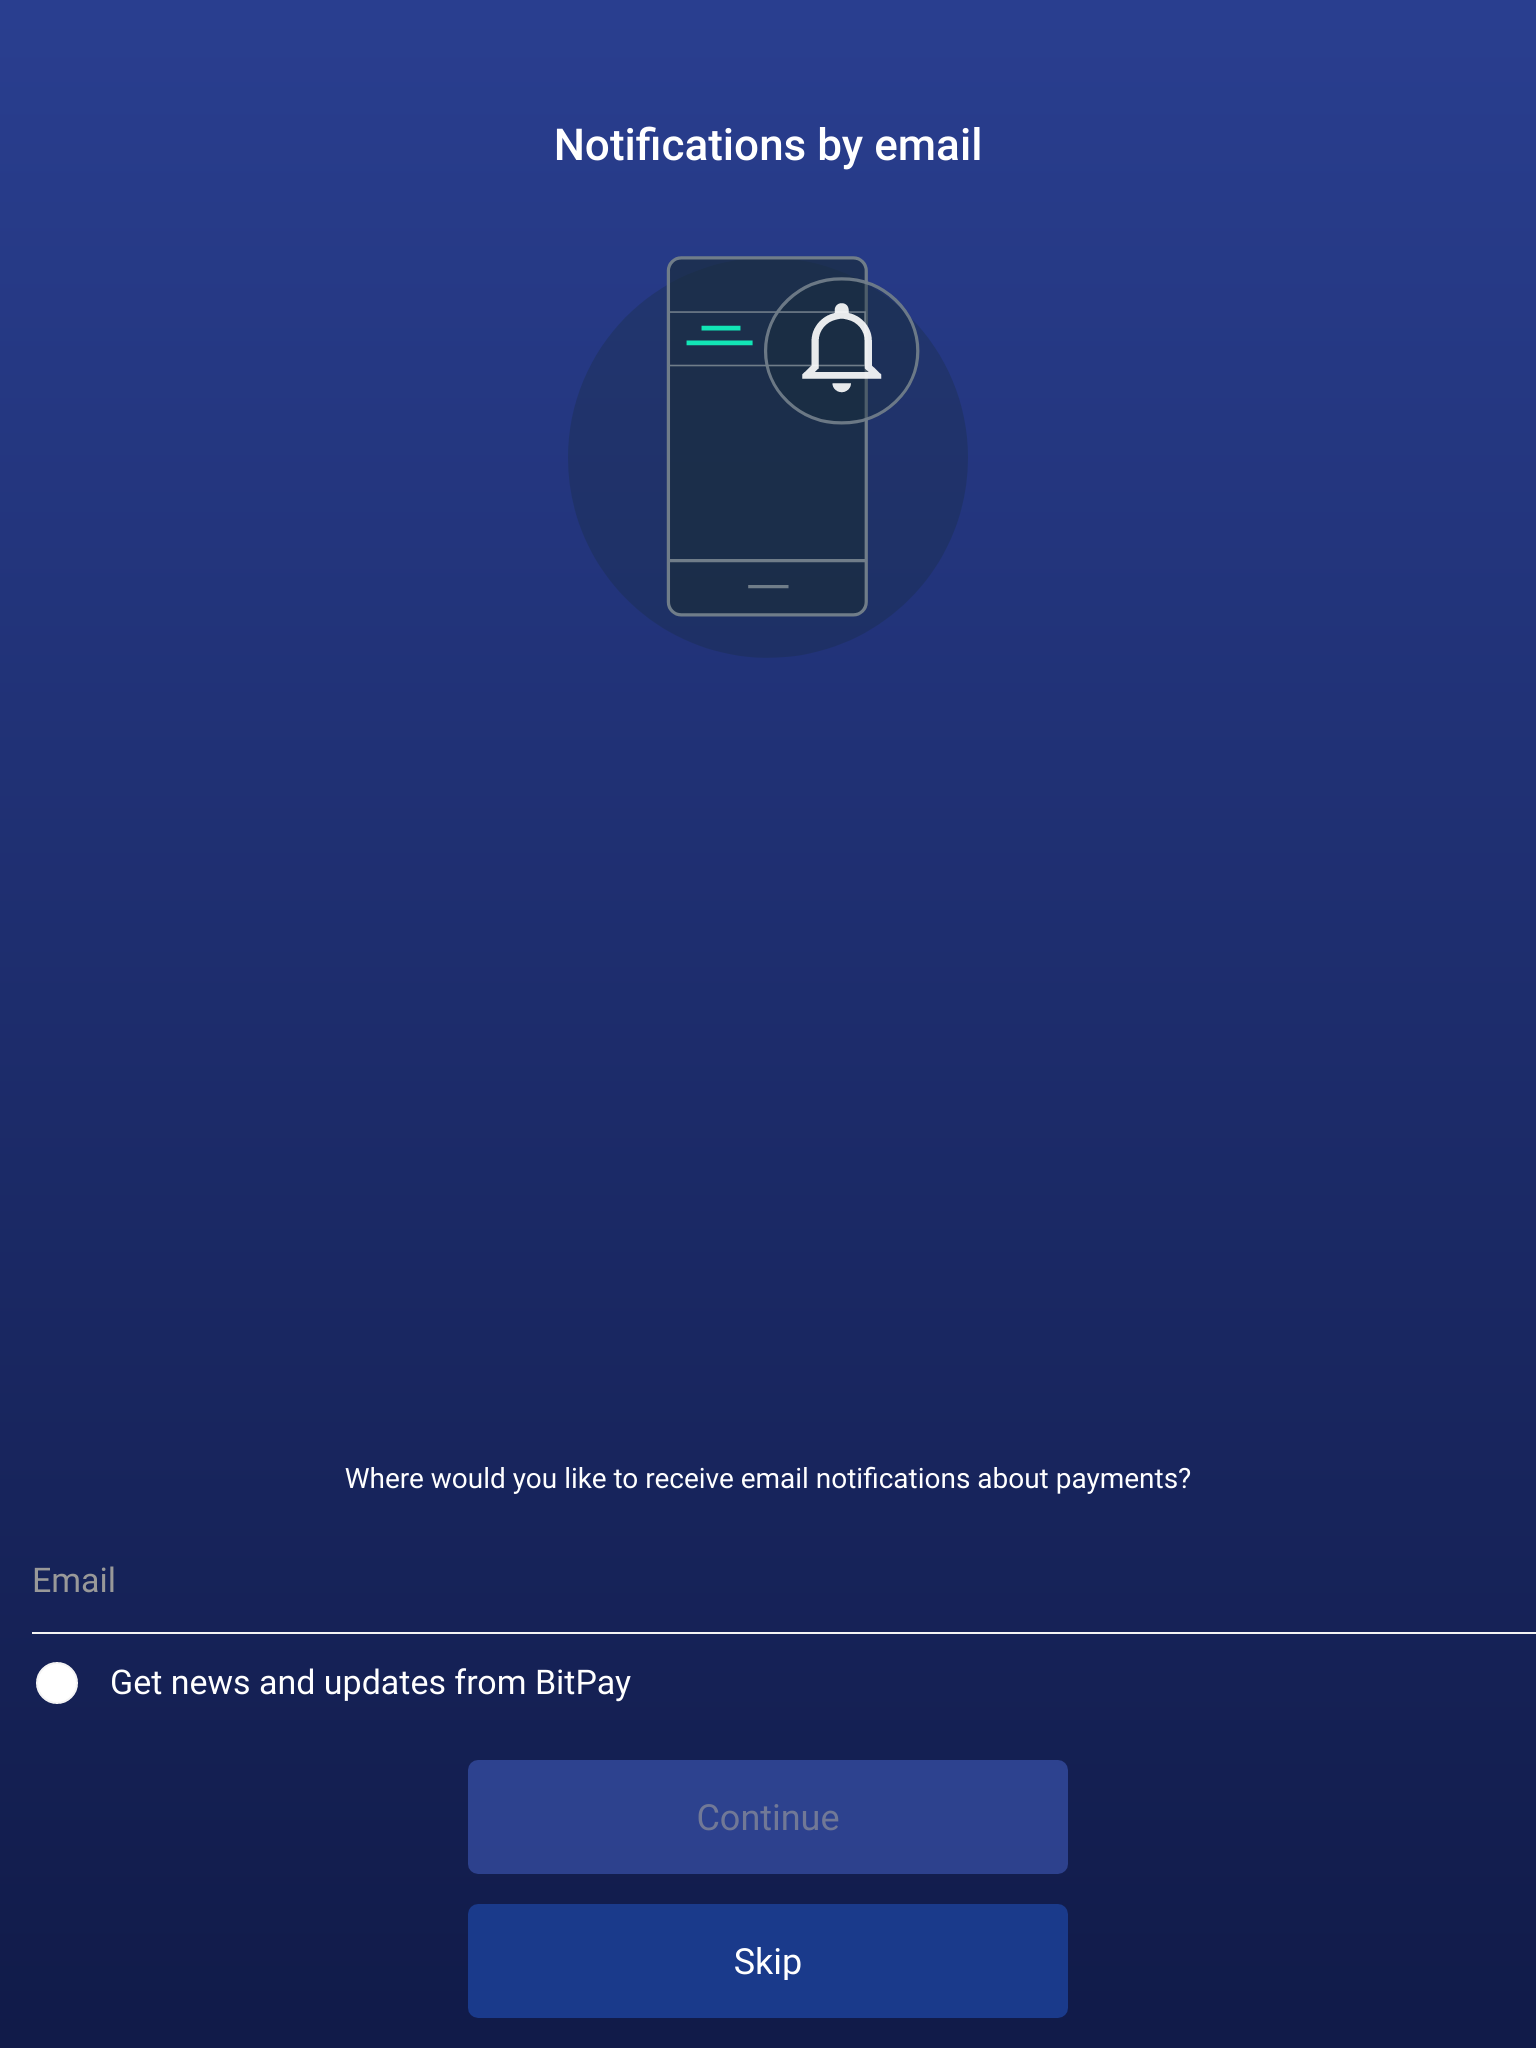 Notifications by email
Where would you like to receive email notifications about payments?
Email
Get news and updates from BitPay
Continue
Skip